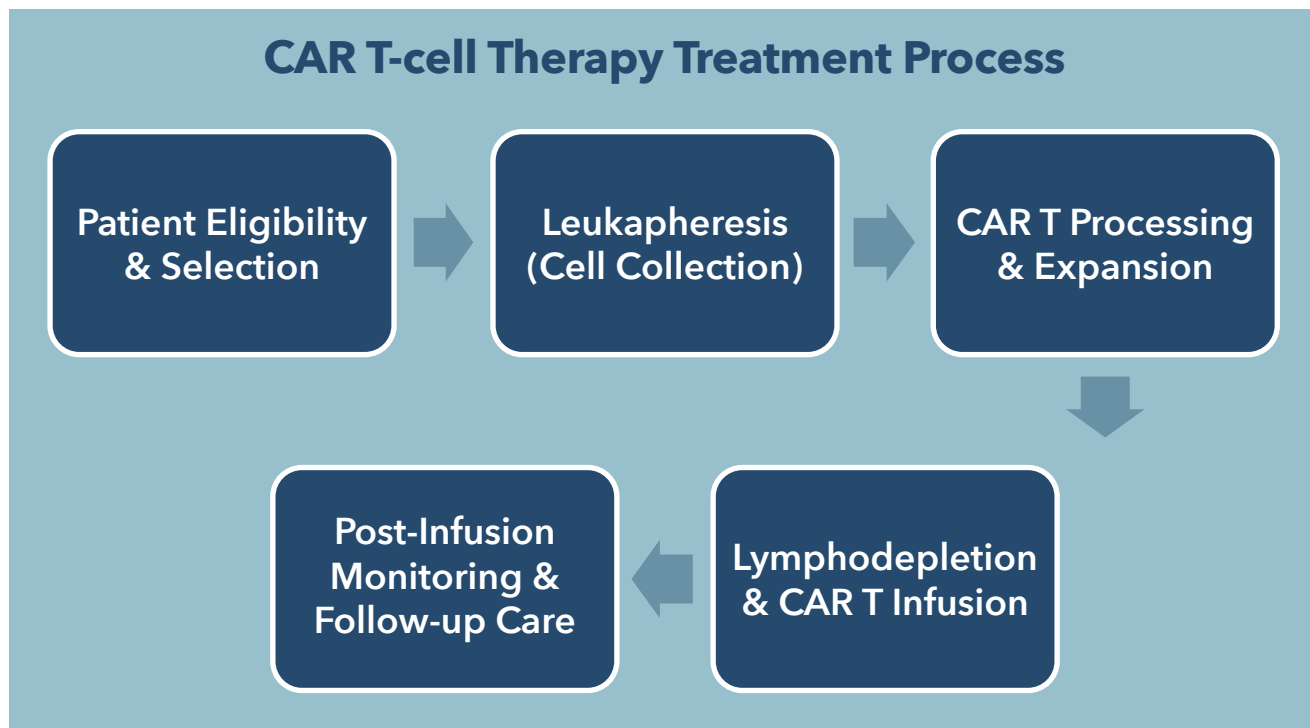 CAR T-cell Therapy Treatment Process
Patient Eligibility
& Selection
Leukapheresis
(Cell Collection)
CAR T Processing
& Expansion
Lymphodepletion
& CAR T Infusion
Post-Infusion
Monitoring &
Follow-up Care